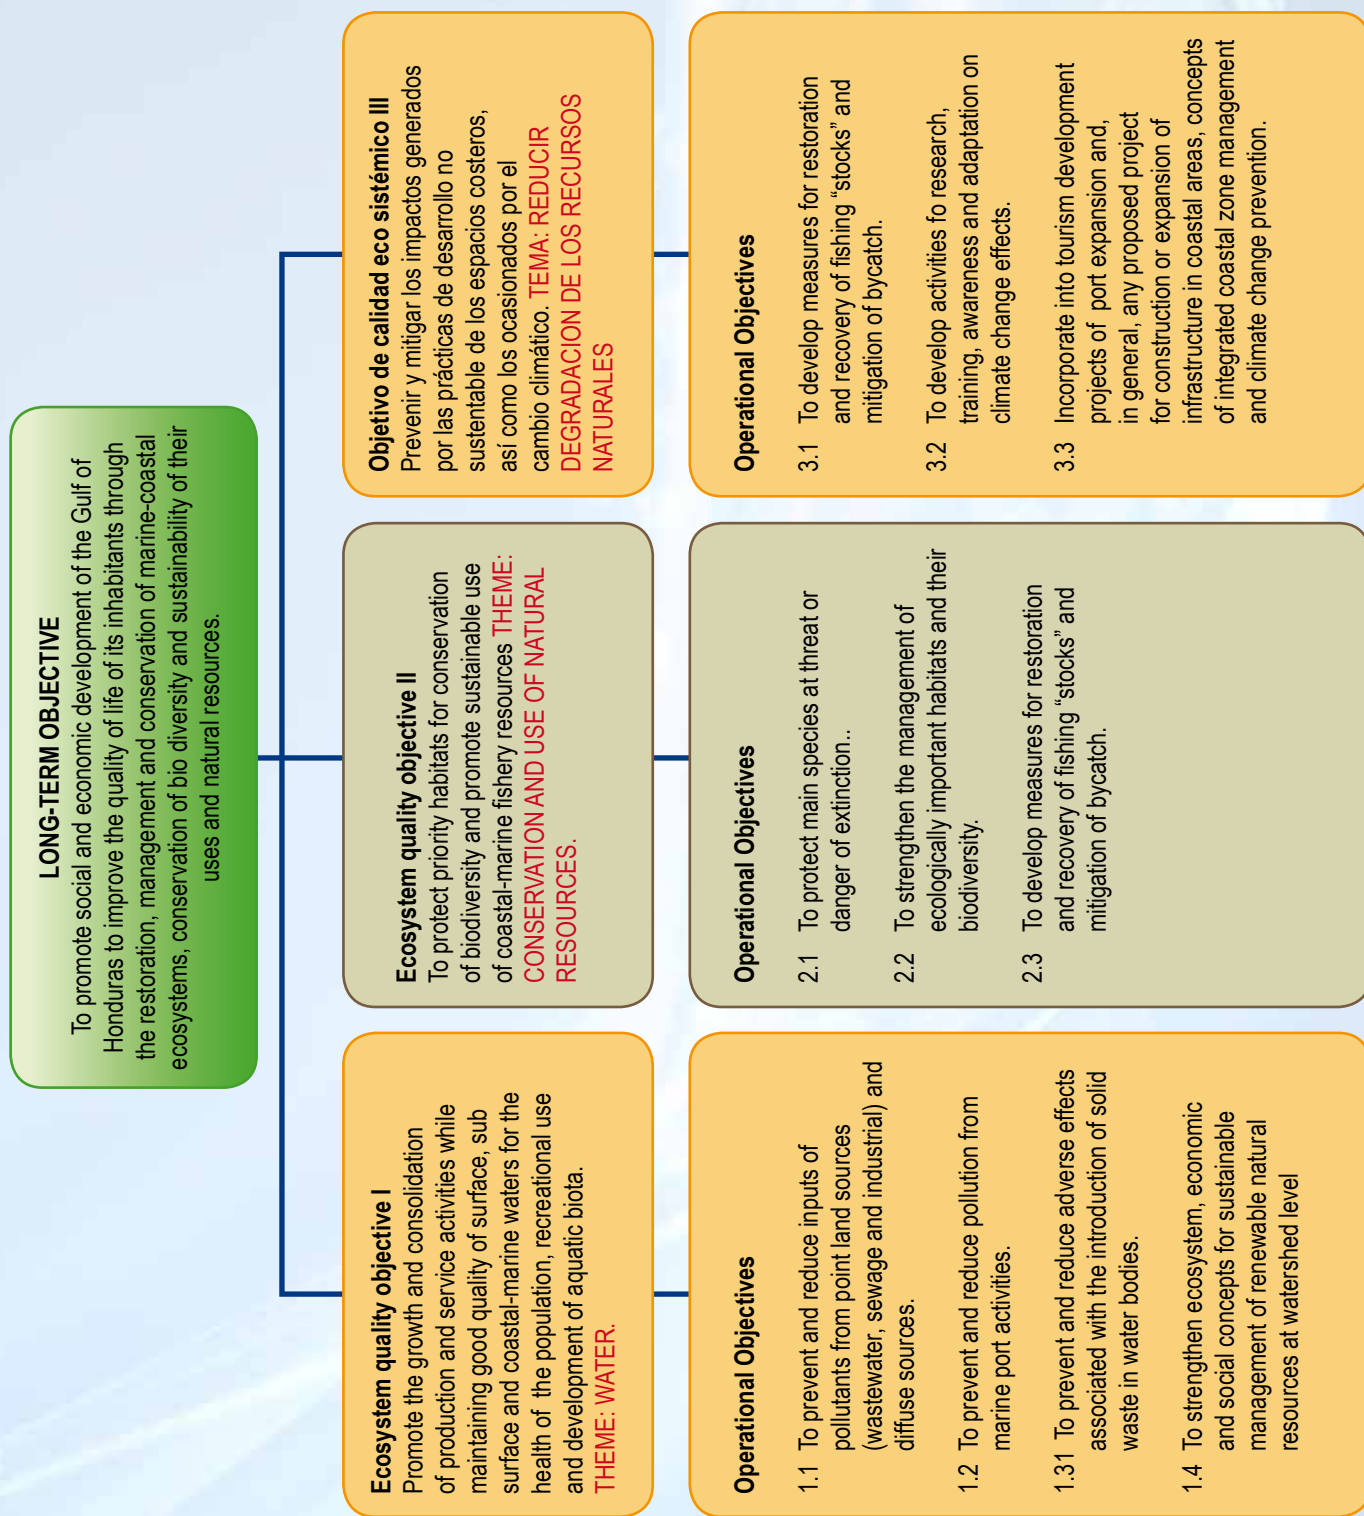 LONG-TERM OBJECTIVE
To promote social and economic development of the Gulf of
Honduras to improve the quality of life of its inhabitants through
the restoration, management and conservation of marine-coastal
ecosystems, conservation of bio diversity and sustainability of their
uses and natural resources.
Ecosystem quality objective I
Promote the growth and consolidation
of production and service activities while
maintaining good quality of surface, sub
surface and coastal-marine waters for the
health of the population, recreational use
and development of aquatic biota.
THEME: WATER.
Ecosystem quality objective II
To protect priority habitats for conservation
of biodiversity and promote sustainable use
of coastal-marine fishery resources THEME:
CONSERVATION AND USE OF NATURAL
RESOURCES.
Objetivo de calidad eco sistémico III
Prevenir y mitigar los impactos generados
por las prácticas de desarrollo no
sustentable de los espacios costeros,
así como los ocasionados por el
cambio climático. TEMA: REDUCIR
DEGRADACION DE LOS RECURSOS
NATURALES
Operational Objectives
1.1 To prevent and reduce inputs of
pollutants from point land sources
(wastewater, sewage and industrial) and
diffuse sources.
1.2 To prevent and reduce pollution from
marine port activities.
1.31 To prevent and reduce adverse effects
associated with the introduction of solid
waste in water bodies.
1.4 To strengthen ecosystem, economic
and social concepts for sustainable
management of renewable natural
resources at watershed level
Operational Objectives
2.1 To protect main species at threat or
danger of extinction..
2.2 To strengthen the management of
ecologically important habitats and their
biodiversity.
2.3 To develop measures for restoration
and recovery of fishing “stocks” and
mitigation of bycatch.
Operational Objectives
3.1 To develop measures for restoration
and recovery of fishing “stocks” and
mitigation of bycatch.
3.2 To develop activities fo research,
training, awareness and adaptation on
climate change effects.
3.3 Incorporate into tourism development
projects of port expansion and,
in general, any proposed project
for construction or expansion of
infrastructure in coastal areas, concepts
of integrated coastal zone management
and climate change prevention.